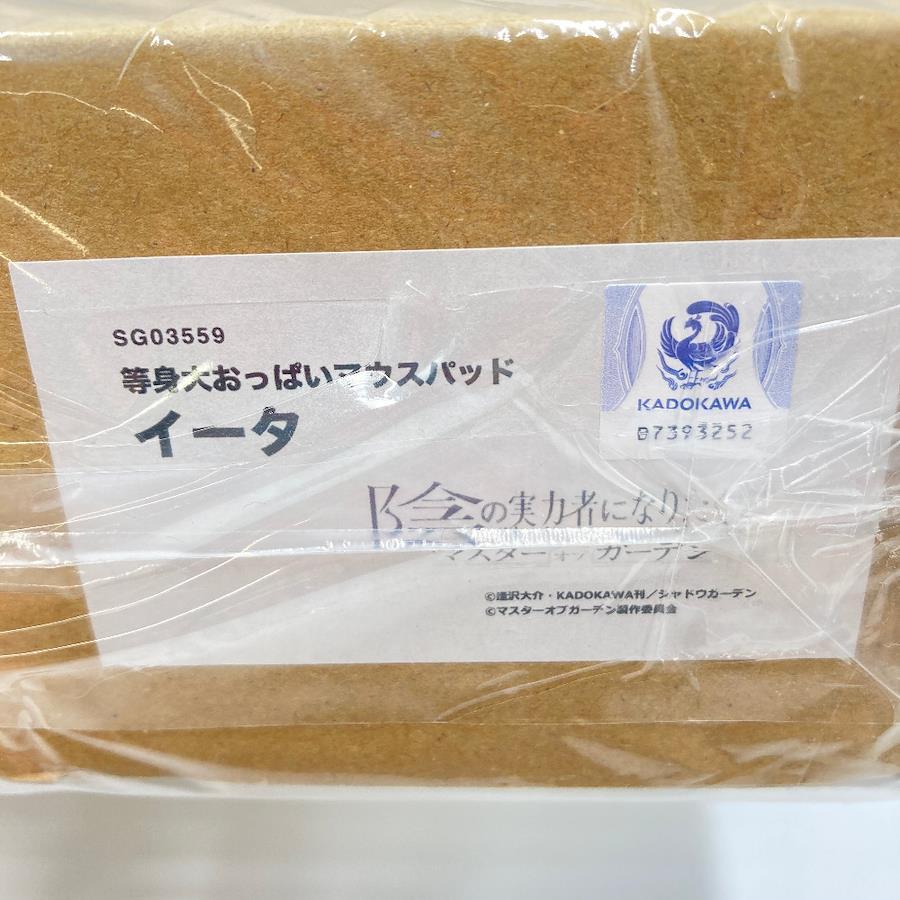 SG03559
等身大おっぱいマウスパッド
イータ
KADOKAWA
B7393252
陰の実力者になりた
マスターオブガーデン
©逢沢大介・KADOKAWA刊／シャドウガーデン
©マスターオブガーデン製作委員会